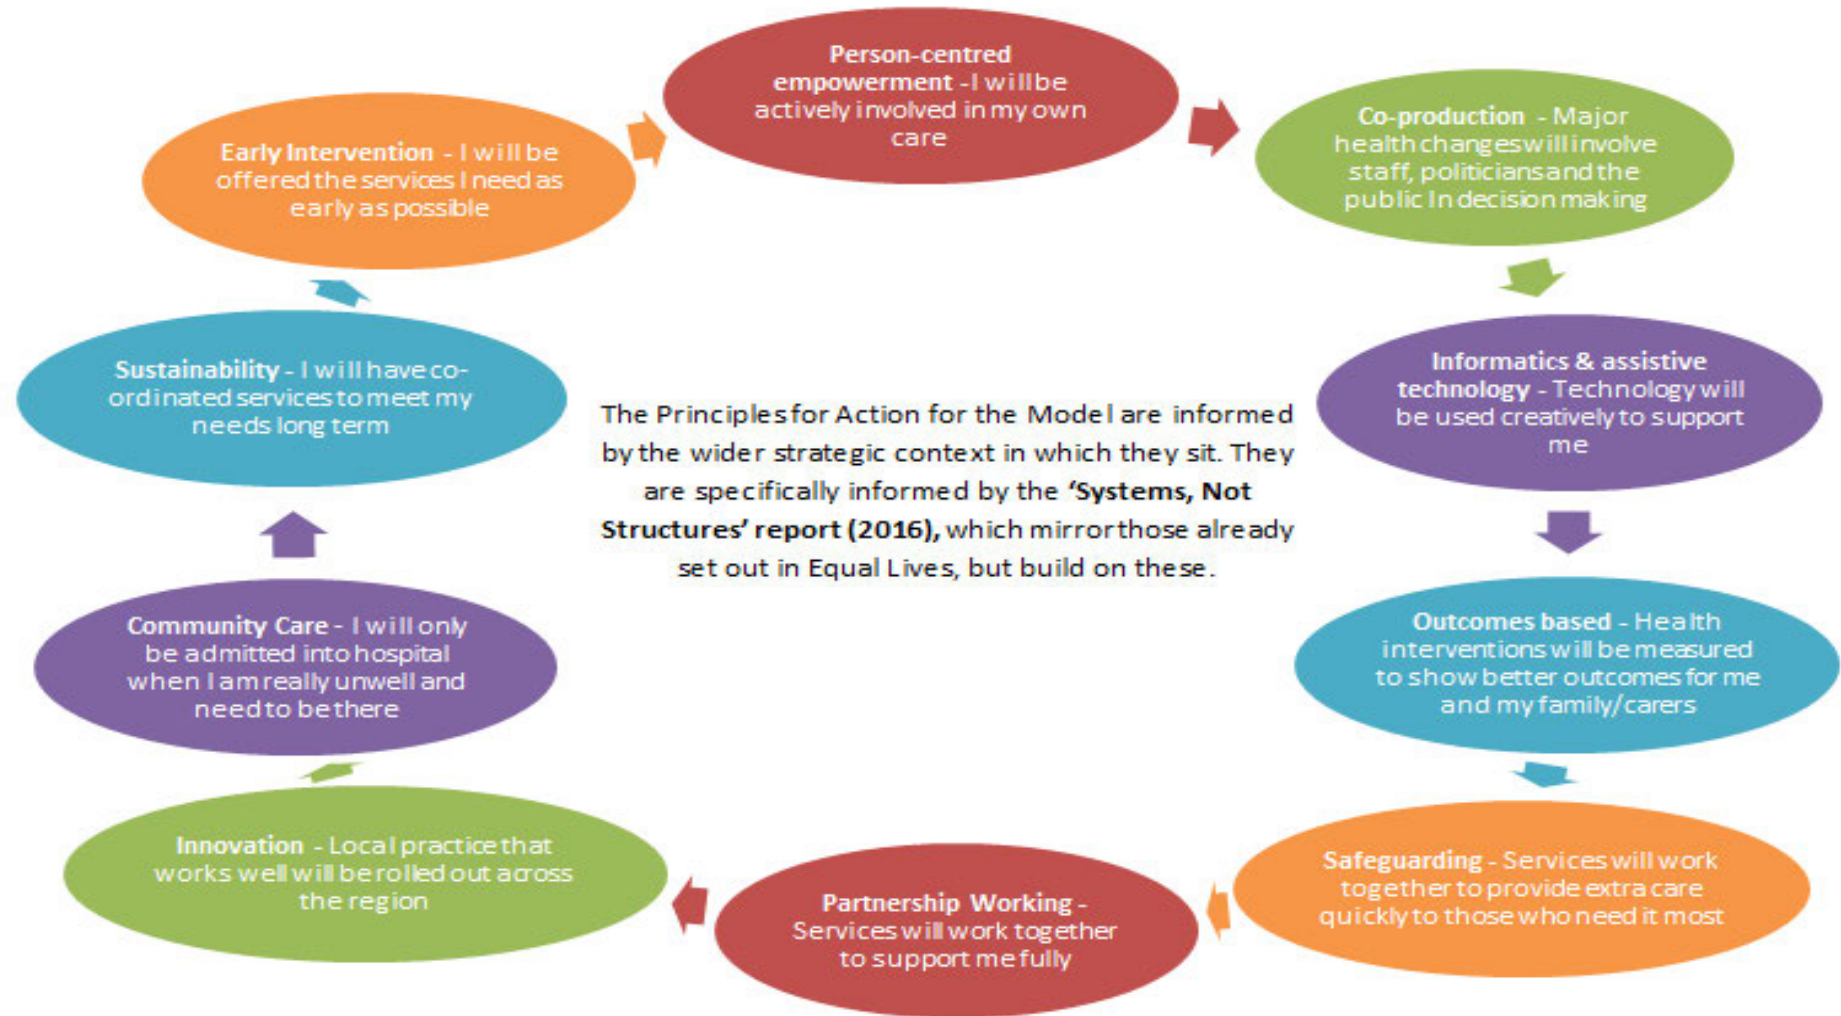 Person-centred
empowerment - I will be
actively involved in my own
care
Co-production - Major
health changes will involve
staff, politicians and the
public In decision making
Informatics & assistive
technology - Technology will
be used creatively to support
me
Outcomes based - Health
interventions will be measured
to show better outcomes for me
and my family/carers
Safeguarding - Services will work
together to provide extra care
quickly to those who need it most
Partnership Working -
Services will work together
to support me fully
Innovation - Local practice that
works well will be rolled out across
the region
Community Care - I will only
be admitted into hospital
when I am really unwell and
need to be there
Sustainability - I will have co-
ordinated services to meet my
needs long term
Early Intervention - I will be
offered the services I need as
early as possible
The Principles for Action for the Model are informed
by the wider strategic context in which they sit. They
are specifically informed by the ‘Systems, Not
Structures’ report (2016), which mirror those already
set out in Equal Lives, but build on these.